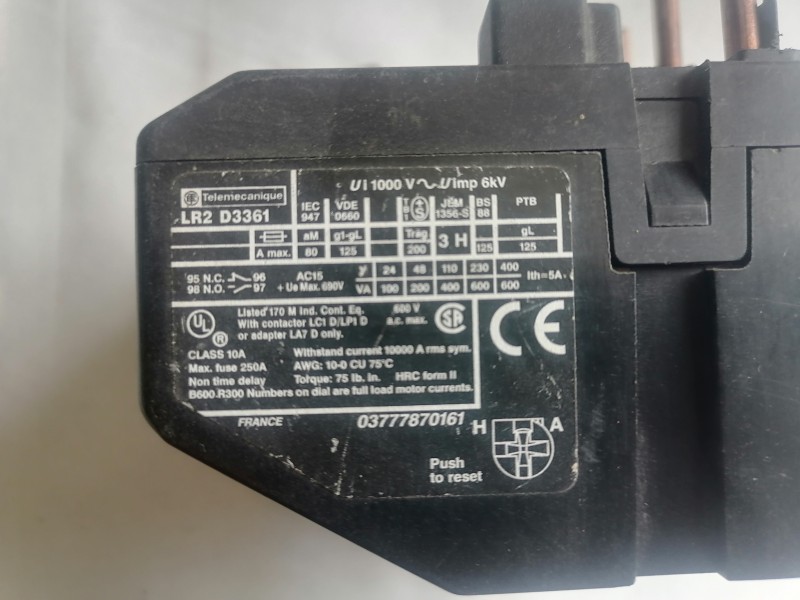 Ui 1000 V~ Uimp 6kV
Telemecanique
LR2 D3361
IEC 947 VDE 0660 JEM 1356-S BS 88 PTB
aM g1-gL Trag 3 H gL
A max. 80 125 200 125 125
95 N.C. 96 AC15 V 24 48 110 230 400 Ith=5A
98 N.O. 97 + Ue Max. 690V VA 100 200 400 600 600
UL ® Listed 170 M Ind. Cont. Eq. 600 V
With contactor LC1 D/LP1 D a.c. max. SA
or adapter LA7 D only.
CE
CLASS 10A Withstand current 10000 A rms sym.
Max. fuse 250A AWG: 10-0 CU 75°C
Non time delay Torque: 75 lb. in. HRC form II
B600 R300 Numbers on dial are full load motor currents.
FRANCE 03777870161 H A
Push
to reset